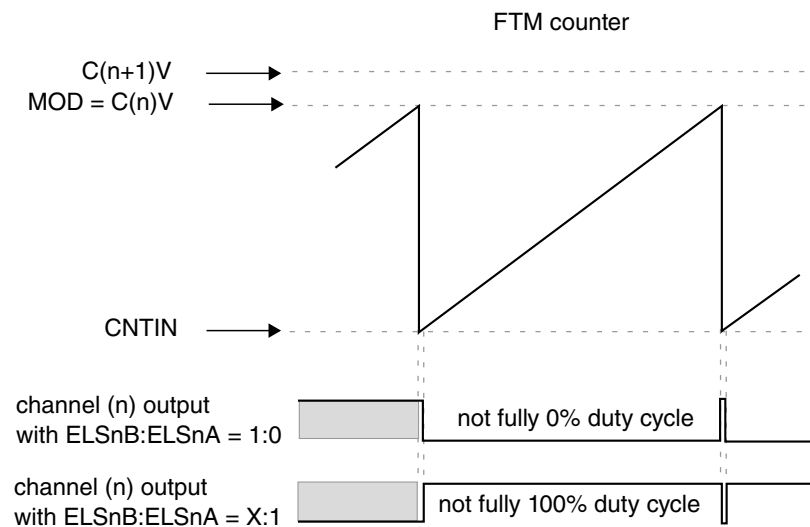 FTM counter
C(n+1)V
MOD = C(n)V
CNTIN
channel (n) output
with ELSnB:ELSnA = 1:0
not fully 0% duty cycle
channel (n) output
with ELSnB:ELSnA = X:1
not fully 100% duty cycle